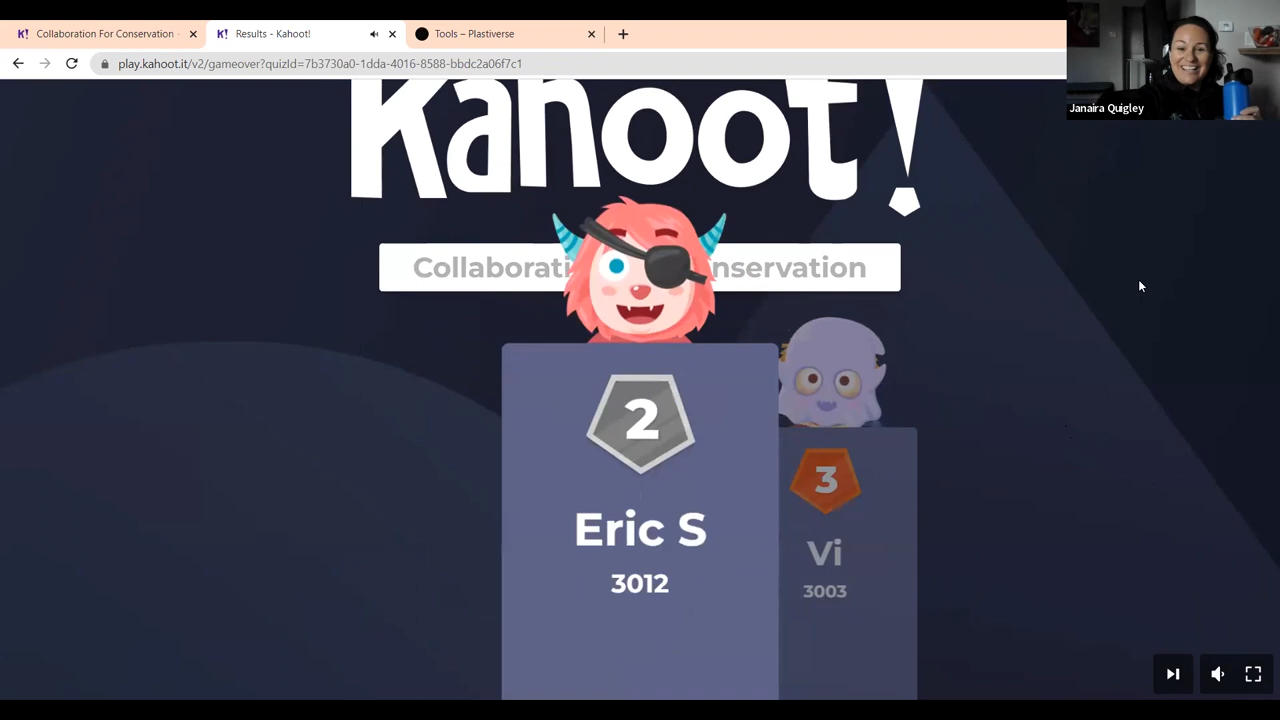 Collaboration For Conservation
Results - Kahoot!
Tools – Plastiverse
play.kahoot.it/v2/gameover?quizId=7b3730a0-1dda-4016-8588-bbdc2a06f7c1
Janaira Quigley
Kahoot!
Collaborati nservation
2
Eric S
3012
3
Vi
3003